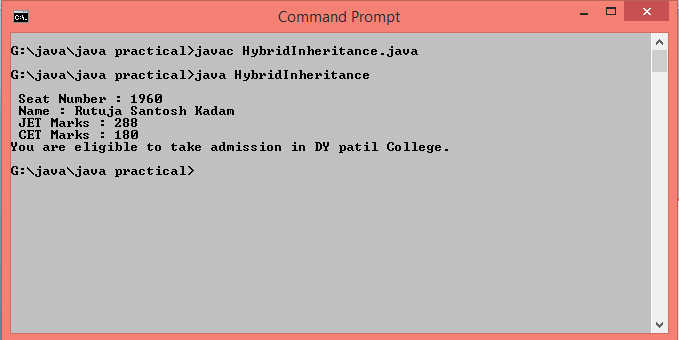 Command Prompt
G:\java\java practical>javac HybridInheritance.java
G:\java\java practical>java HybridInheritance
Seat Number : 1960
Name : Rutuja Santosh Kadam
JET Marks : 288
CET Marks : 180
You are eligible to take admission in DY patil College.
G:\java\java practical>